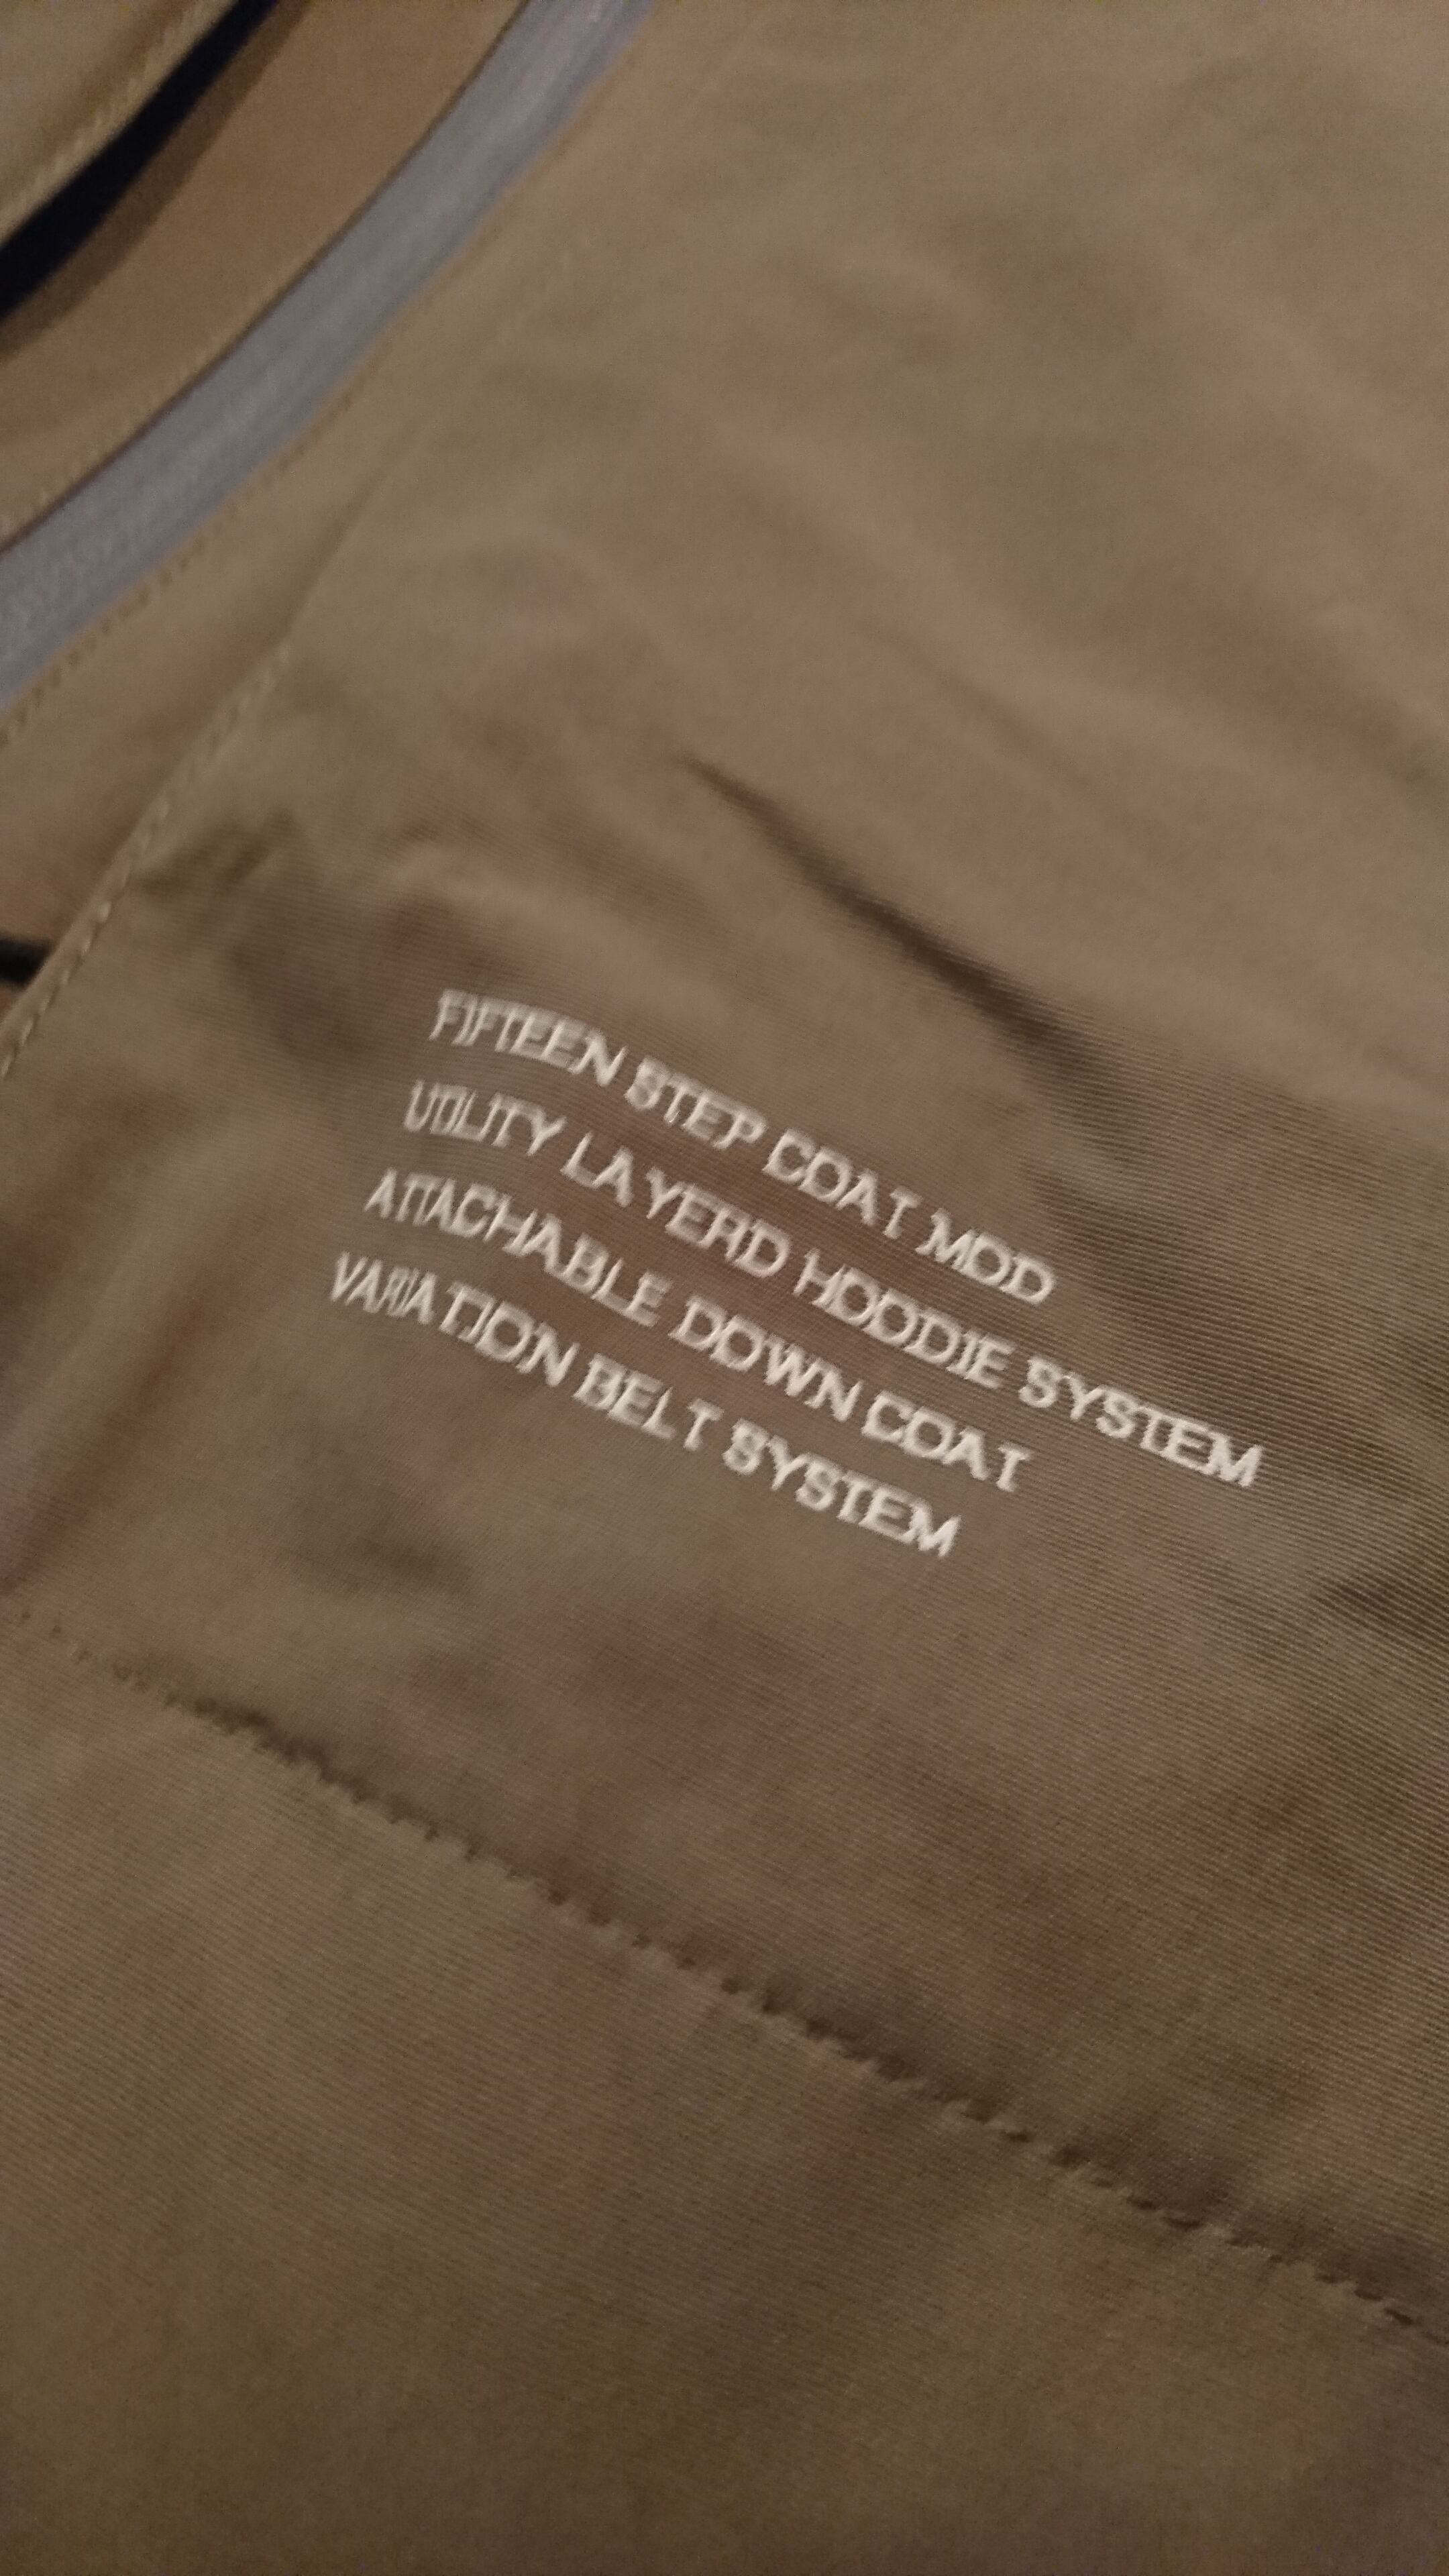 FIFTEEN STEP COAT MOD
UTILITY LAYERD HOODIE SYSTEM
ATTACHABLE DOWN COAT
VARIATION BELT SYSTEM